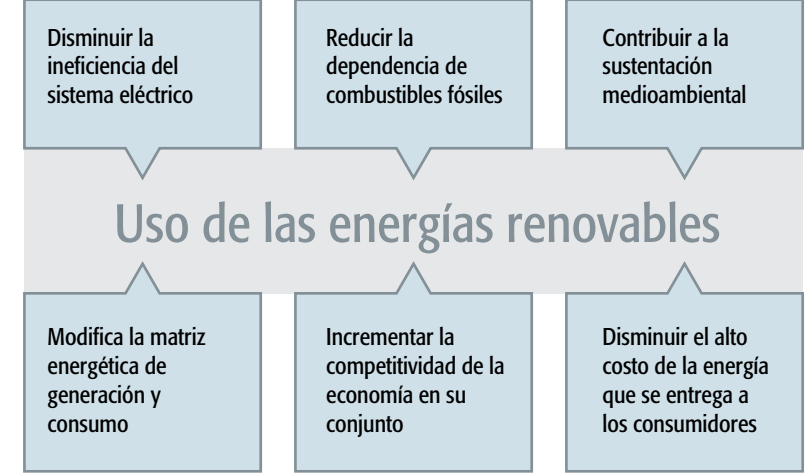 Disminuir la
ineficiencia del
sistema eléctrico
Reducir la
dependencia de
combustibles fósiles
Contribuir a la
sustentación
medioambiental
Uso de las energías renovables
Modifica la matriz
energética de
generación y
consumo
Incrementar la
competitividad de la
economía en su
conjunto
Disminuir el alto
costo de la energía
que se entrega a
los consumidores